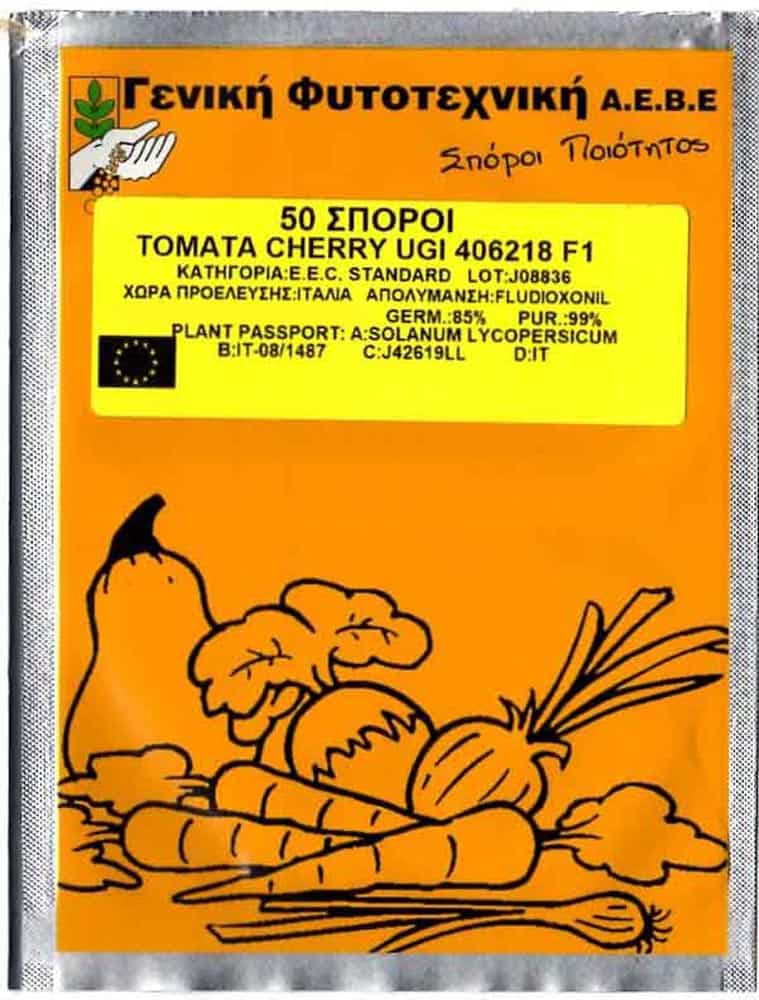 Γενική Φυτοτεχνική Α.Ε.Β.Ε
Σπόροι Ποιότητος
50 ΣΠΟΡΟΙ
ΤΟΜΑΤΑ CHERRY UGI 406218 F1
ΚΑΤΗΓΟΡΙΑ:E.E.C. STANDARD LOT:J08836
ΧΩΡΑ ΠΡΟΕΛΕΥΣΗΣ:ΙΤΑΛΙΑ ΑΠΟΛΥΜΑΝΣΗ:FLUDIOXONIL
GERM.:85% PUR.:99%
PLANT PASSPORT: A:SOLANUM LYCOPERSICUM
B:IT-08/1487 C:J42619LL D:IT